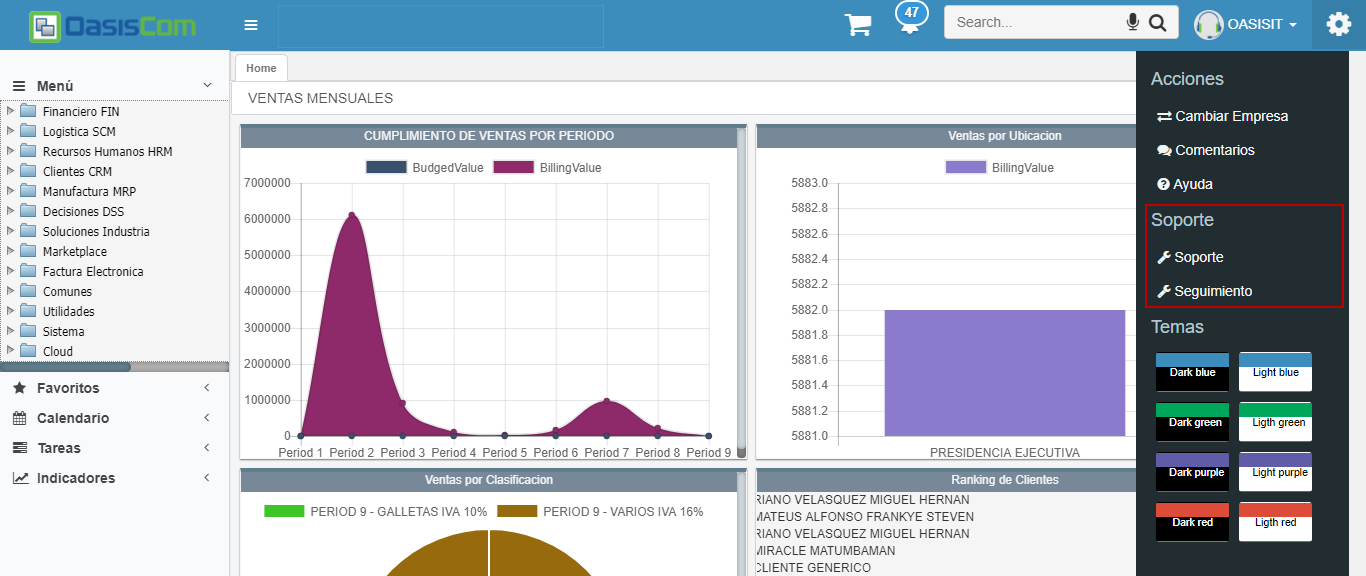 OasisCom
47
Search...
OASISIT
Menú
Financiero FIN
Logistica SCM
Recursos Humanos HRM
Clientes CRM
Manufactura MRP
Decisiones DSS
Soluciones Industria
Marketplace
Factura Electronica
Comunes
Utilidades
Sistema
Cloud
Favoritos
Calendario
Tareas
Indicadores
Home
VENTAS MENSUALES
CUMPLIMIENTO DE VENTAS POR PERIODO
BudgedValue BillingValue
7000000
6000000
5000000
4000000
3000000
2000000
1000000
0
Period 1 Period 2 Period 3 Period 4 Period 5 Period 6 Period 7 Period 8 Period 9
Ventas por Ubicacion
BillingValue
5883.0
5882.8
5882.6
5882.4
5882.2
5882.0
5881.8
5881.6
5881.4
5881.2
5881.0
PRESIDENCIA EJECUTIVA
Ventas por Clasificacion
PERIOD 9 - GALLETAS IVA 10% PERIOD 9 - VARIOS IVA 16%
Ranking de Clientes
RIANO VELASQUEZ MIGUEL HERNAN
MATEUS ALFONSO FRANKYE STEVEN
RIANO VELASQUEZ MIGUEL HERNAN
MIRACLE MATUMBAMAN
CLIENTE GENERICO
Acciones
Cambiar Empresa
Comentarios
Ayuda
Soporte
Soporte
Seguimiento
Temas
Dark blue Light blue
Dark green Ligth green
Dark purple Light purple
Dark red Ligth red